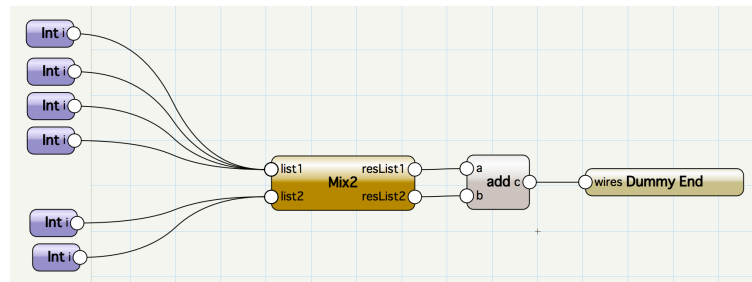 Int i
Int i
Int i
Int i
list1 resList1
Mix2
list2 resList2
a
add c
b
wires Dummy End
Int i
Int i